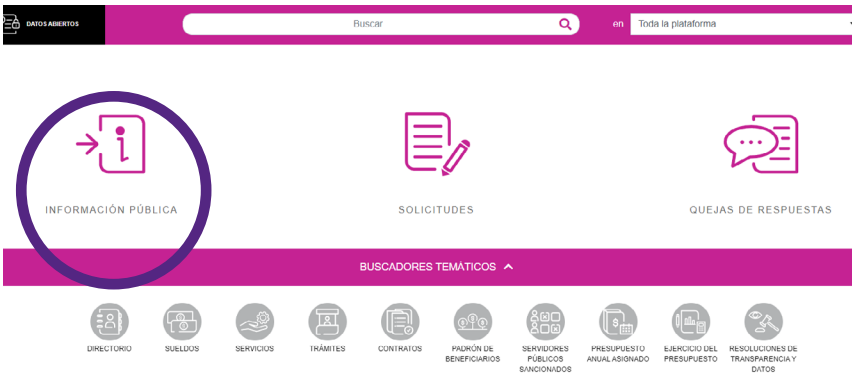 DATOS ABIERTOS
Buscar
en
Toda la plataforma
INFORMACIÓN PÚBLICA
SOLICITUDES
QUEJAS DE RESPUESTAS
BUSCADORES TEMÁTICOS
DIRECTORIO
SUELDOS
SERVICIOS
TRÁMITES
CONTRATOS
PADRÓN DE
BENEFICIARIOS
SERVIDORES
PÚBLICOS
SANCIONADOS
PRESUPUESTO
ANUAL ASIGNADO
EJERCICIO DEL
PRESUPUESTO
RESOLUCIONES DE
TRANSPARENCIA Y
DATOS